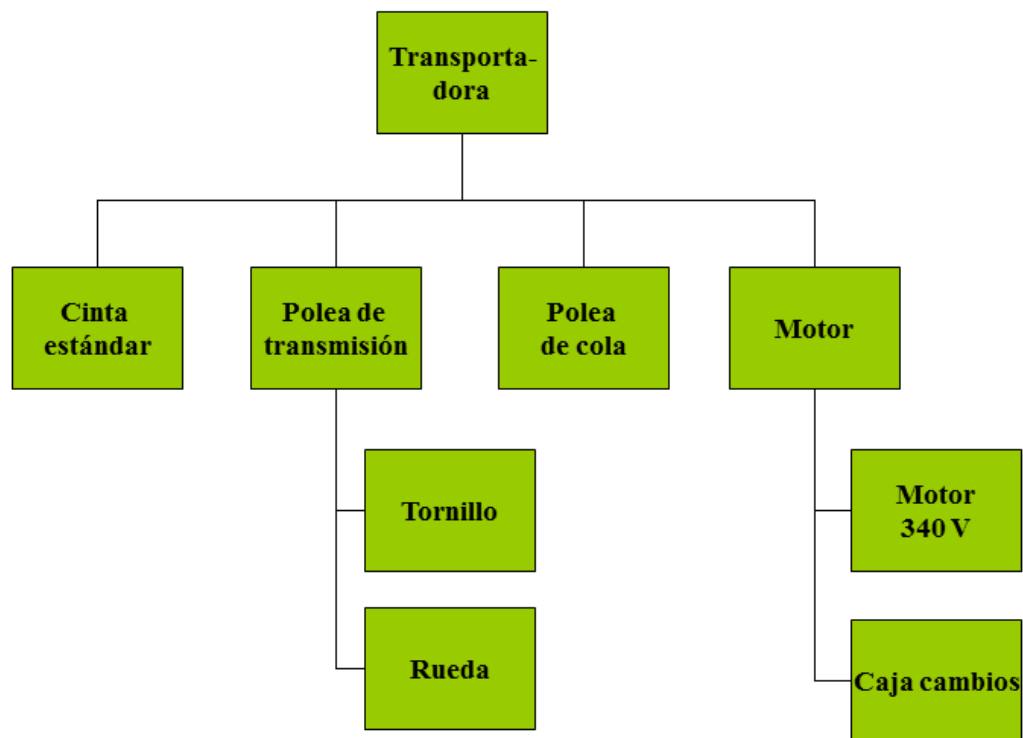 Transporta-
dora
Cinta
estándar
Polea de
transmisión
Polea
de cola
Motor
Tornillo
Rueda
Motor
340 V
Caja cambios